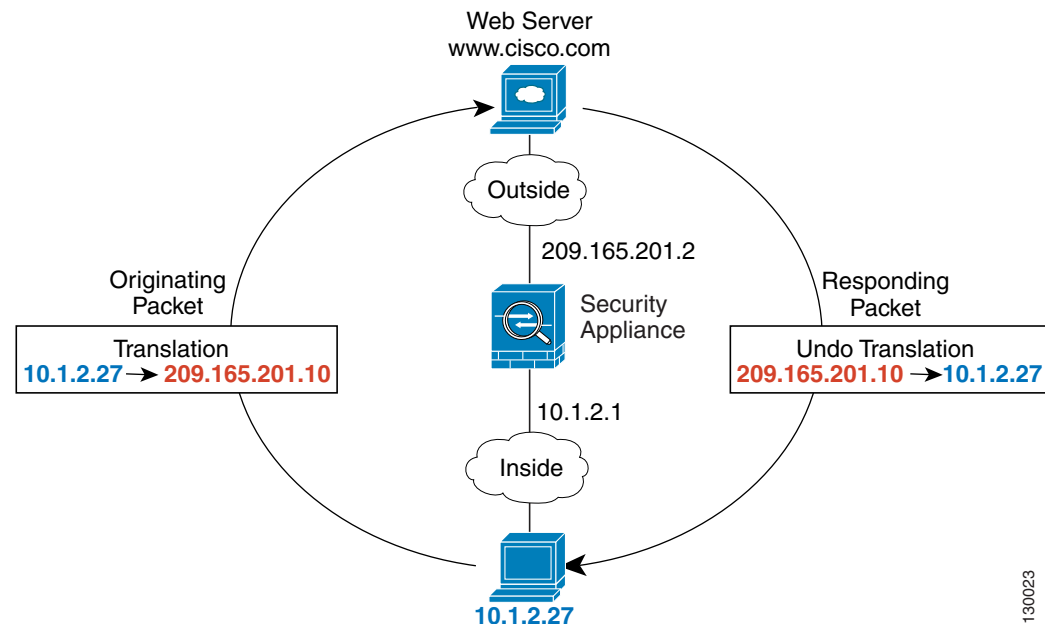 Web Server
www.cisco.com
Outside
209.165.201.2
Originating
Packet
Responding
Packet
Security
Appliance
Translation
10.1.2.27 209.165.201.10
Undo Translation
209.165.201.10 10.1.2.27
10.1.2.1
Inside
10.1.2.27
130023